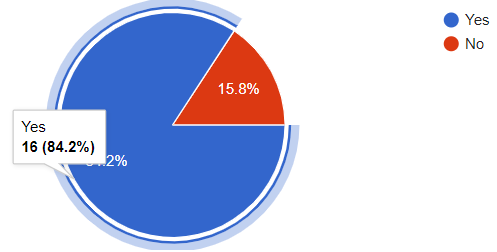 Yes
No
15.8%
Yes
16 (84.2%)